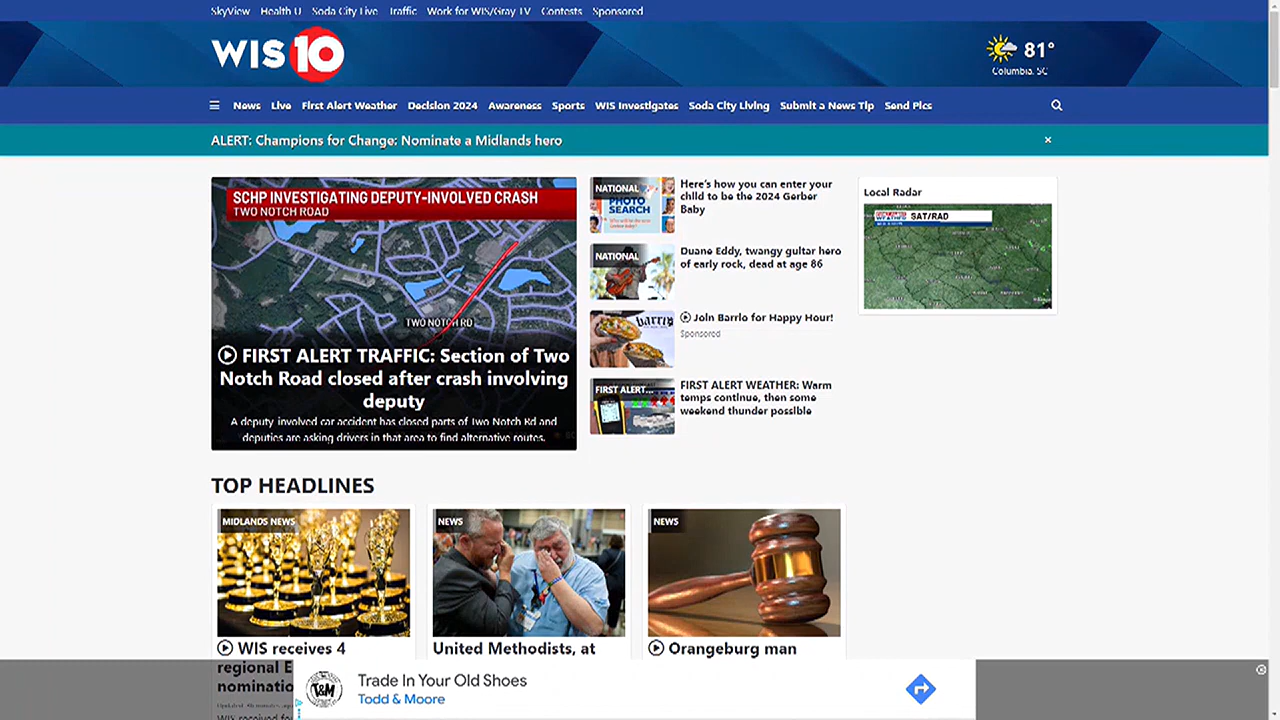 SkyView Health U Soda City Live Traffic Work for WIS/Gray TV Contests Sponsored
WIS10
81°
Columbia, SC
News Live First Alert Weather Decision 2024 Awareness Sports WIS Investigates Soda City Living Submit a News Tip Send Pics
ALERT: Champions for Change: Nominate a Midlands hero
SCHP INVESTIGATING DEPUTY-INVOLVED CRASH
TWO NOTCH ROAD
TWO NOTCH RD
FIRST ALERT TRAFFIC: Section of Two
Notch Road closed after crash involving
deputy
A deputy involved car accident has closed parts of Two Notch Rd and
deputies are asking drivers in that area to find alternative routes.
NATIONAL
PHOTO
SEARCH
Here's how you can enter your
child to be the 2024 Gerber
Baby
NATIONAL
Duane Eddy, twangy guitar hero
of early rock, dead at age 86
barrio
Join Barrio for Happy Hour!
Sponsored
FIRST ALERT...
FIRST ALERT WEATHER: Warm
temps continue, then some
weekend thunder possible
Local Radar
SAT/RAD
TOP HEADLINES
MIDLANDS NEWS
WIS receives 4
regional E
nominatio
NEWS
United Methodists, at
NEWS
Orangeburg man
T&M
Trade In Your Old Shoes
Todd & Moore